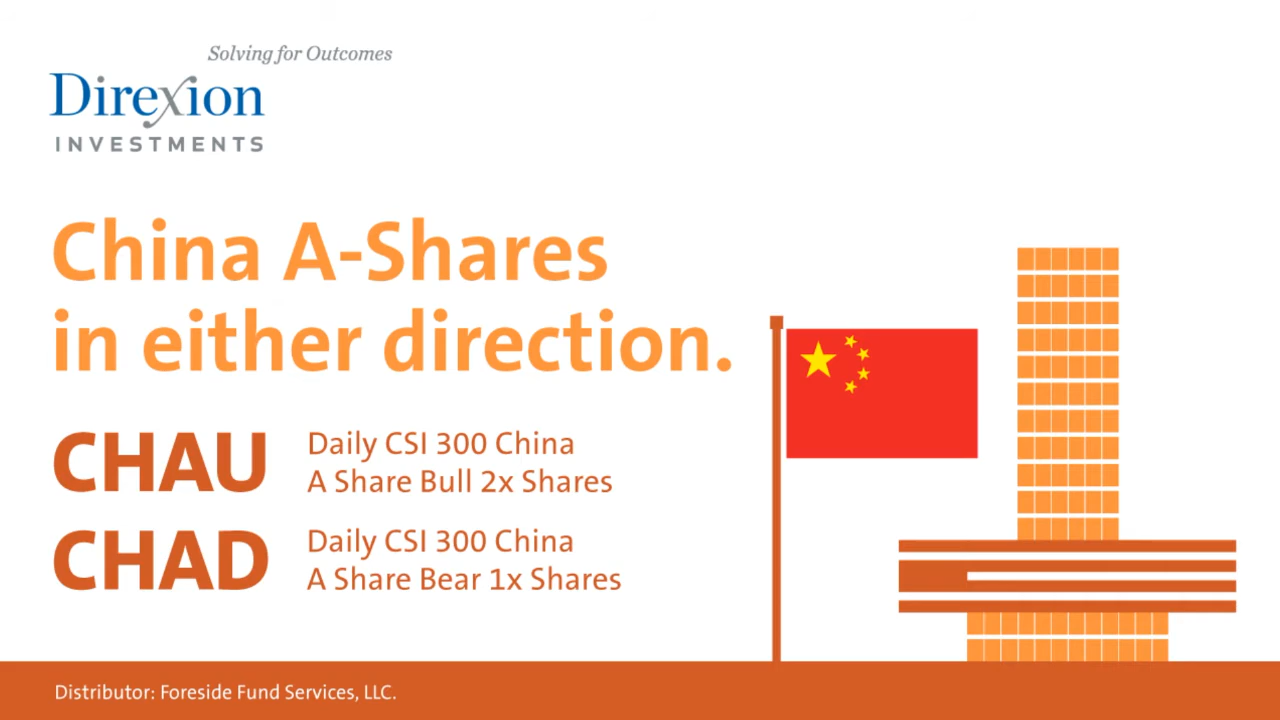 Solving for Outcomes
Direxion
INVESTMENTS
China A-Shares
in either direction.
CHAU
Daily CSI 300 China
A Share Bull 2x Shares
CHAD
Daily CSI 300 China
A Share Bear 1x Shares
Distributor: Foreside Fund Services, LLC.